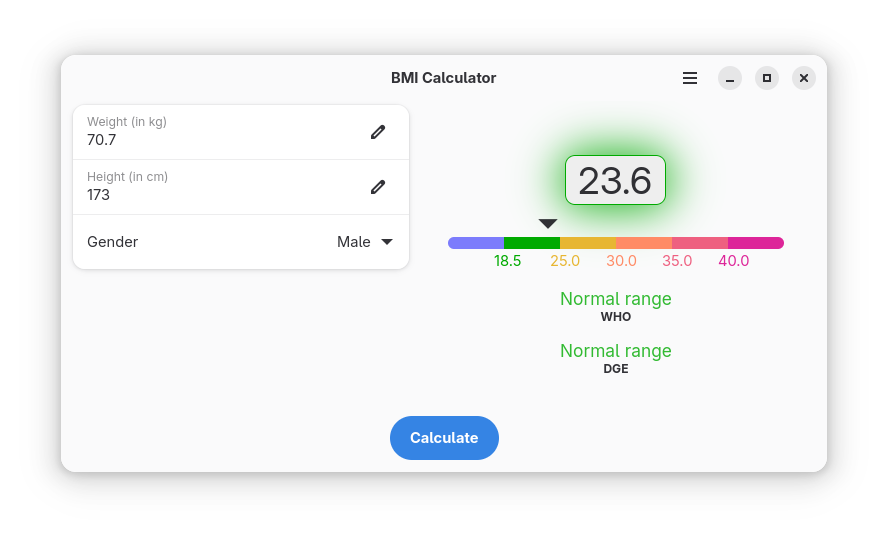 BMI Calculator
Weight (in kg)
70.7
Height (in cm)
173
Gender Male
23.6
18.5 25.0 30.0 35.0 40.0
Normal range
WHO
Normal range
DGE
Calculate